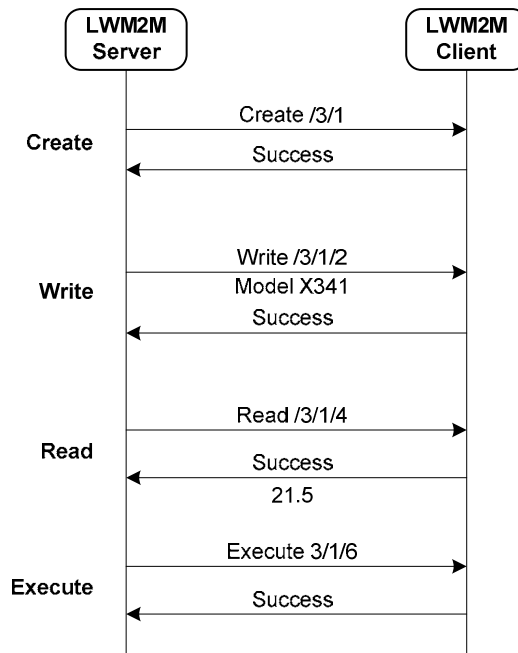 LWM2M
Server
LWM2M
Client
Create /3/1
Create
Success
Write /3/1/2
Write
Model X341
Success
Read /3/1/4
Read
Success
21.5
Execute 3/1/6
Execute
Success